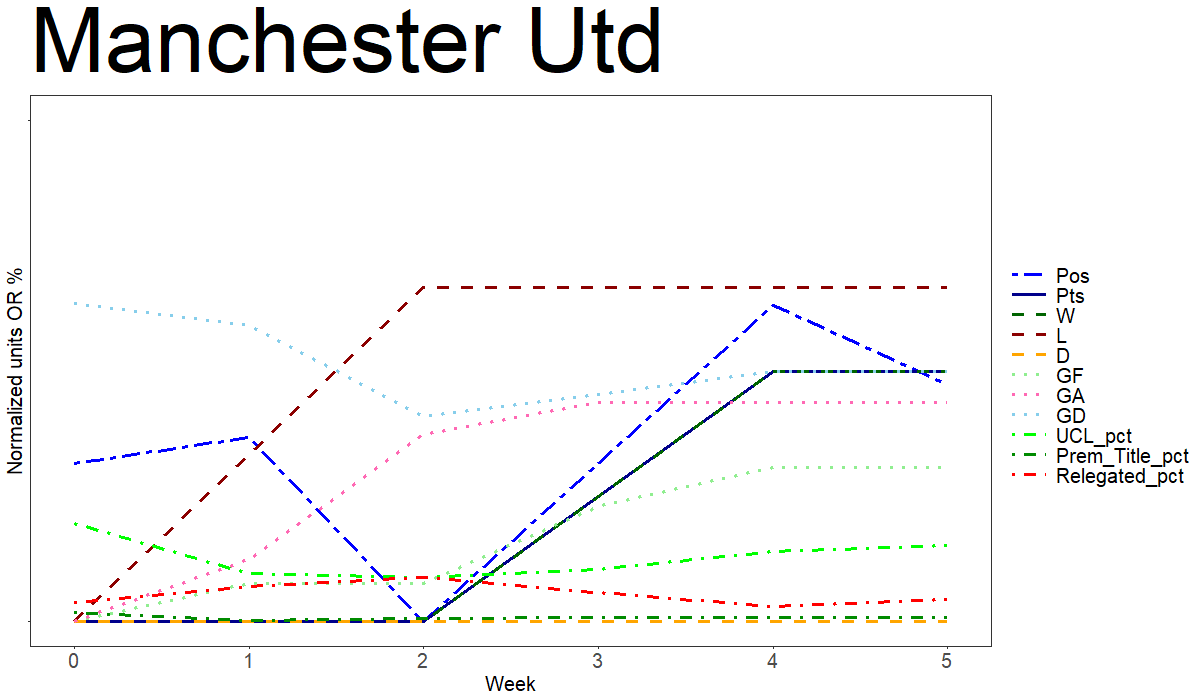 Manchester Utd
Normalized units OR %
Pos
Pts
W
L
D
GF
GA
GD
UCL_pct
Prem_Title_pct
Relegated_pct
0 1 2 3 4 5
Week